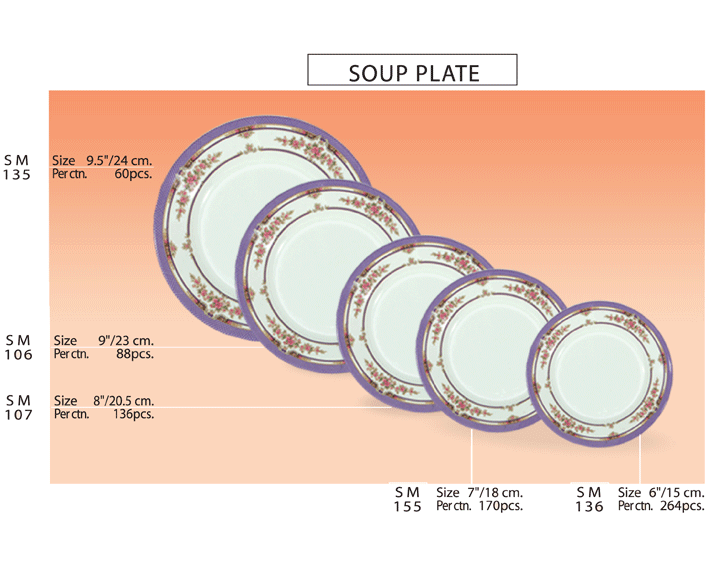 SOUP PLATE
S M
135
Size 9.5"/24 cm.
Per ctn. 60pcs.
S M
106
Size 9"/23 cm.
Per ctn. 88pcs.
S M
107
Size 8"/20.5 cm.
Per ctn. 136pcs.
S M
155
Size 7"/18 cm.
Per ctn. 170pcs.
S M
136
Size 6"/15 cm.
Per ctn. 264pcs.